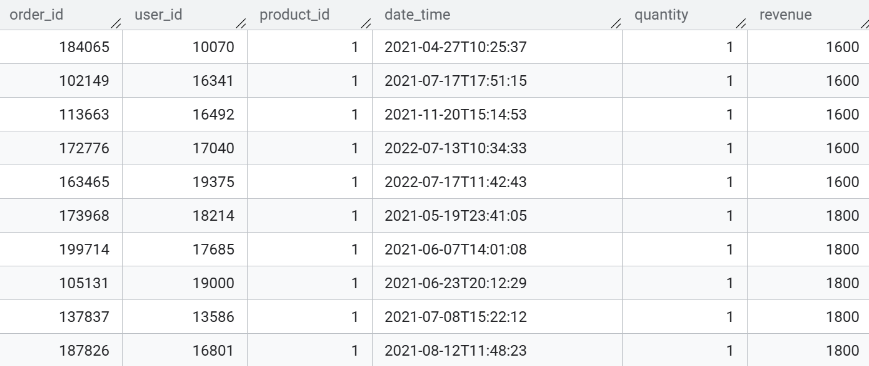 order_id user_id product_id date_time quantity revenue
184065 10070 1 2021-04-27T10:25:37 1 1600
102149 16341 1 2021-07-17T17:51:15 1 1600
113663 16492 1 2021-11-20T15:14:53 1 1600
172776 17040 1 2022-07-13T10:34:33 1 1600
163465 19375 1 2022-07-17T11:42:43 1 1600
173968 18214 1 2021-05-19T23:41:05 1 1800
199714 17685 1 2021-06-07T14:01:08 1 1800
105131 19000 1 2021-06-23T20:12:29 1 1800
137837 13586 1 2021-07-08T15:22:12 1 1800
187826 16801 1 2021-08-12T11:48:23 1 1800